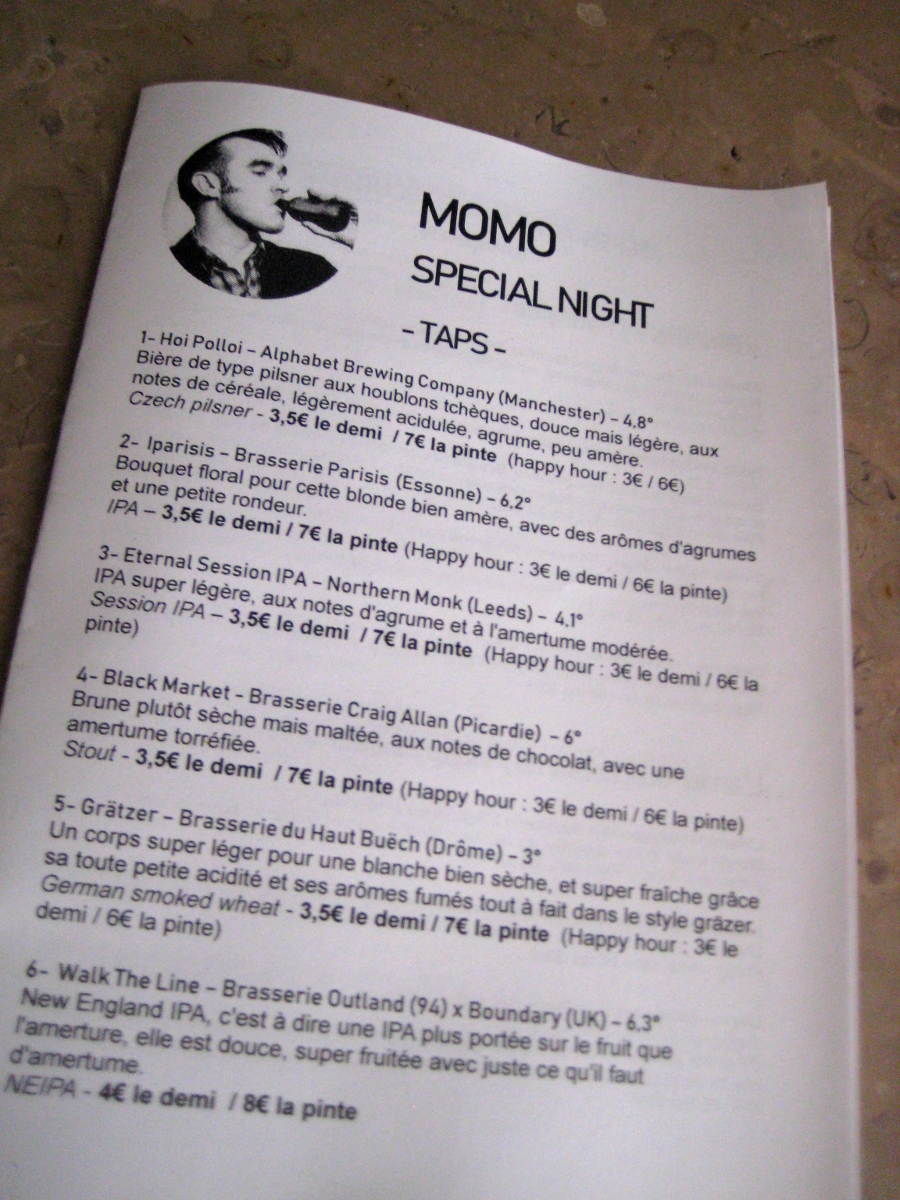 MOMO
SPECIAL NIGHT
- TAPS -
1- Hoi Polloi – Alphabet Brewing Company (Manchester) – 4,8°
Bière de type pilsner aux houblons tchèques, douce mais légère, aux
notes de céréale, légèrement acidulée, agrume, peu amère.
Czech pilsner - 3,5€ le demi / 7€ la pinte (happy hour : 3€ / 6€)
2- Iparisis – Brasserie Parisis (Essonne) – 6,2°
Bouquet floral pour cette blonde bien amère, avec des arômes d'agrumes
et une petite rondeur.
IPA – 3,5€ le demi / 7€ la pinte (Happy hour : 3€ le demi / 6€ la pinte)
3- Eternal Session IPA – Northern Monk (Leeds) – 4,1°
IPA super légère, aux notes d'agrume et à l'amertume modérée.
Session IPA – 3,5€ le demi / 7€ la pinte (Happy hour : 3€ le demi / 6€ la
pinte)
4- Black Market – Brasserie Craig Allan (Picardie) – 6°
Brune plutôt sèche mais maltée, aux notes de chocolat, avec une
amertume torréfiée.
Stout - 3,5€ le demi / 7€ la pinte (Happy hour : 3€ le demi / 6€ la pinte)
5- Grätzer – Brasserie du Haut Buëch (Drôme) – 3°
Un corps super léger pour une blanche bien sèche, et super fraîche grâce
sa toute petite acidité et ses arômes fumés tout à fait dans le style gräzer.
German smoked wheat - 3,5€ le demi / 7€ la pinte (Happy hour : 3€ le
demi / 6€ la pinte)
6- Walk The Line – Brasserie Outland (94) x Boundary (UK) – 6,3°
New England IPA, c'est à dire une IPA plus portée sur le fruit que
l'amerture, elle est douce, super fruitée avec juste ce qu'il faut
d'amertume.
NEIPA - 4€ le demi / 8€ la pinte